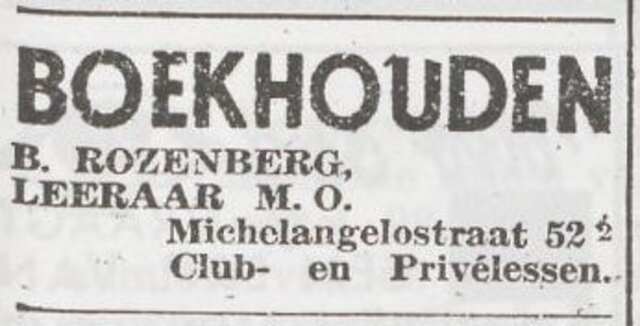 BOEKHOUDEN
B. ROZENBERG,
LEERAAR M. O.
Michelangelostraat 52 ²
Club- en Privélessen.